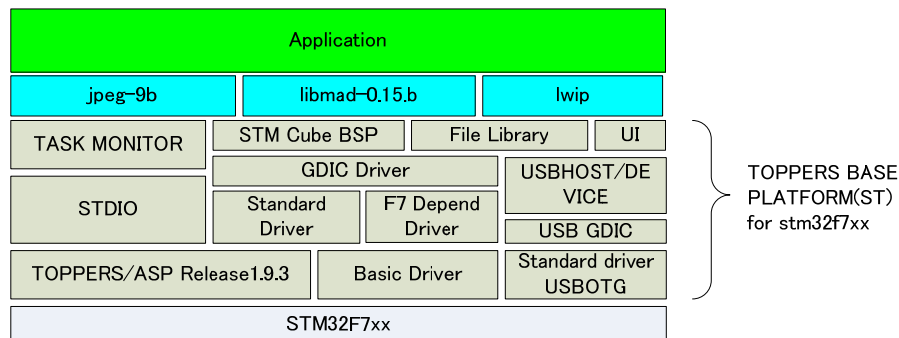 Application
jpeg-9b
libmad-0.15.b
lwip
TASK MONITOR
STM Cube BSP
File Library
UI
GDIC Driver
USBHOST/DE
VICE
STDIO
Standard
Driver
F7 Depend
Driver
USB GDIC
TOPPERS/ASP Release1.9.3
Basic Driver
Standard driver
USBOTG
STM32F7xx
TOPPERS BASE
PLATFORM(ST)
for stm32f7xx